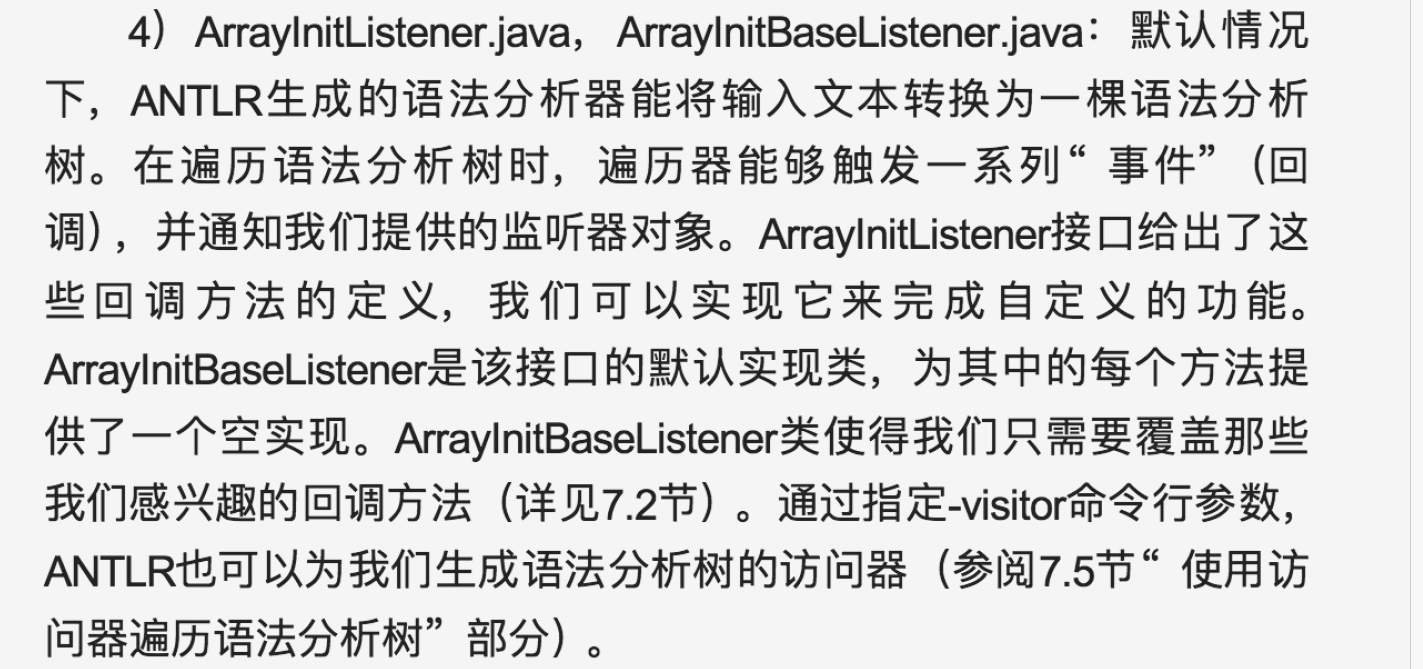 4）ArrayInitListener.java，ArrayInitBaseListener.java：默认情况
下，ANTLR生成的语法分析器能将输入文本转换为一棵语法分析
树。在遍历语法分析树时，遍历器能够触发一系列“事件”（回
调），并通知我们提供的监听器对象。ArrayInitListener接口给出了这
些回调方法的定义，我们可以实现它来完成自定义的功能。
ArrayInitBaseListener是该接口的默认实现类，为其中的每个方法提
供了一个空实现。ArrayInitBaseListener类使得我们只需要覆盖那些
我们感兴趣的回调方法（详见7.2节）。通过指定-visitor命令行参数，
ANTLR也可以为我们生成语法分析树的访问器（参阅7.5节“使用访
问器遍历语法分析树”部分）。